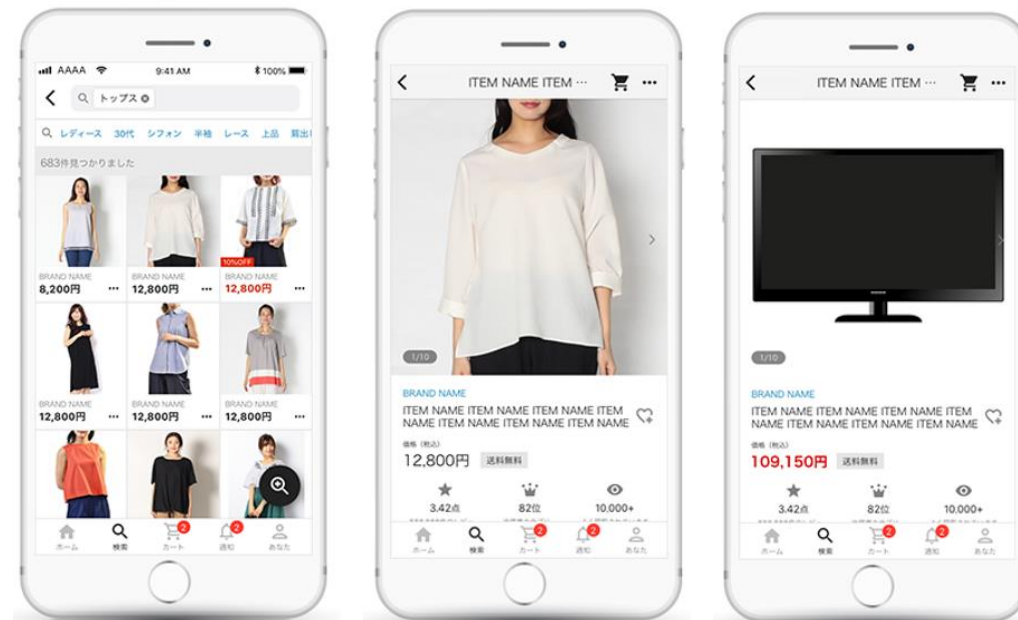 AAAA
9:41 AM
100%
トップス
レディース 30代 シフォン 半袖 レース 上品 肩出し
683件見つかりました
10%OFF
BRAND NAME
8,200円
BRAND NAME
12,800円
BRAND NAME
12,800円
BRAND NAME
12,800円
BRAND NAME
12,800円
BRAND NAME
12,800円
ホーム
検索
2
カート
2
通知
あなた
ITEM NAME ITEM …
1/10
BRAND NAME
ITEM NAME ITEM NAME ITEM NAME ITEM
NAME ITEM NAME ITEM NAME ITEM NAME
価格（税込）
12,800円
送料無料
3.42点
82位
10,000+
ホーム
検索
2
カート
2
通知
あなた
ITEM NAME ITEM …
1/10
BRAND NAME
ITEM NAME ITEM NAME ITEM NAME ITEM
NAME ITEM NAME ITEM NAME ITEM NAME
価格（税込）
109,150円
送料無料
3.42点
82位
10,000+
ホーム
検索
2
カート
2
通知
あなた